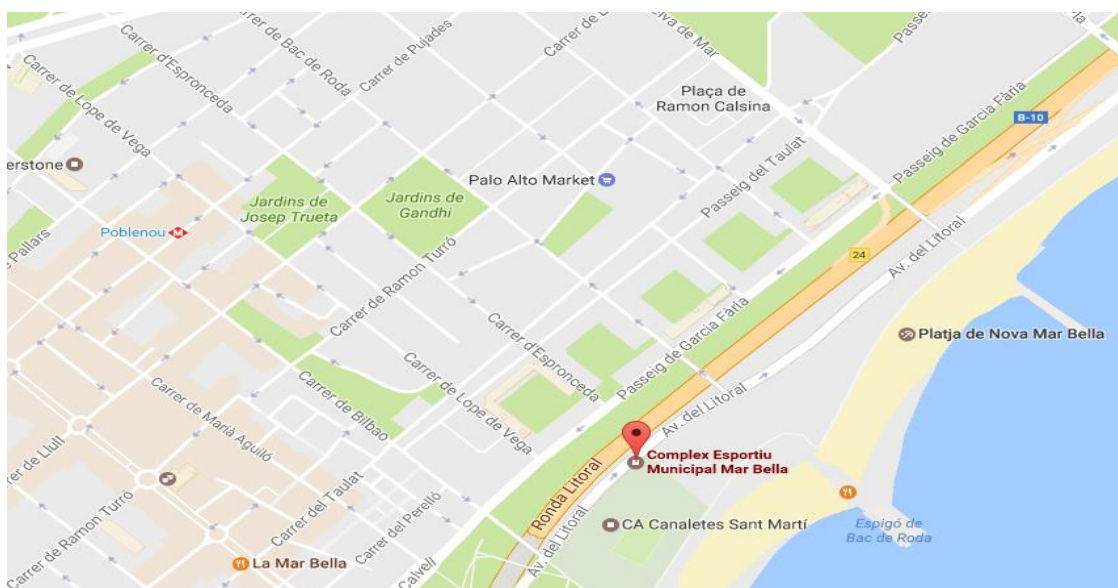 Carrer de Bac de Roda
Carrer d'Espronceda
Carrer de Pujades
Carrer de Lope de Vega
elva de Mar
Plaça de
Ramon Calsina
Passeig de Garcia Fària
B-10
erstone
Palo Alto Market
Passeig del Taulat
Jardins de
Josep Trueta
Jardins de
Gandhi
Poblenou
M
e Pallars
Carrer de Ramon Turró
24
Av. del Litoral
Platja de Nova Mar Bella
Carrer d'Espronceda
Passeig de Garcia Fària
Carrer de Lope de Vega
Carrer de Bilbao
Carrer de Marià Aguiló
Av. del Litoral
Complex Esportiu
Municipal Mar Bella
er de Llull
Carrer de Ramon Turró
Carrer del Taulat
Carrer del Perelló
Ronda Litoral
CA Canaletes Sant Martí
Espigó de
Bac de Roda
La Mar Bella
Calvell
Av. del Litoral